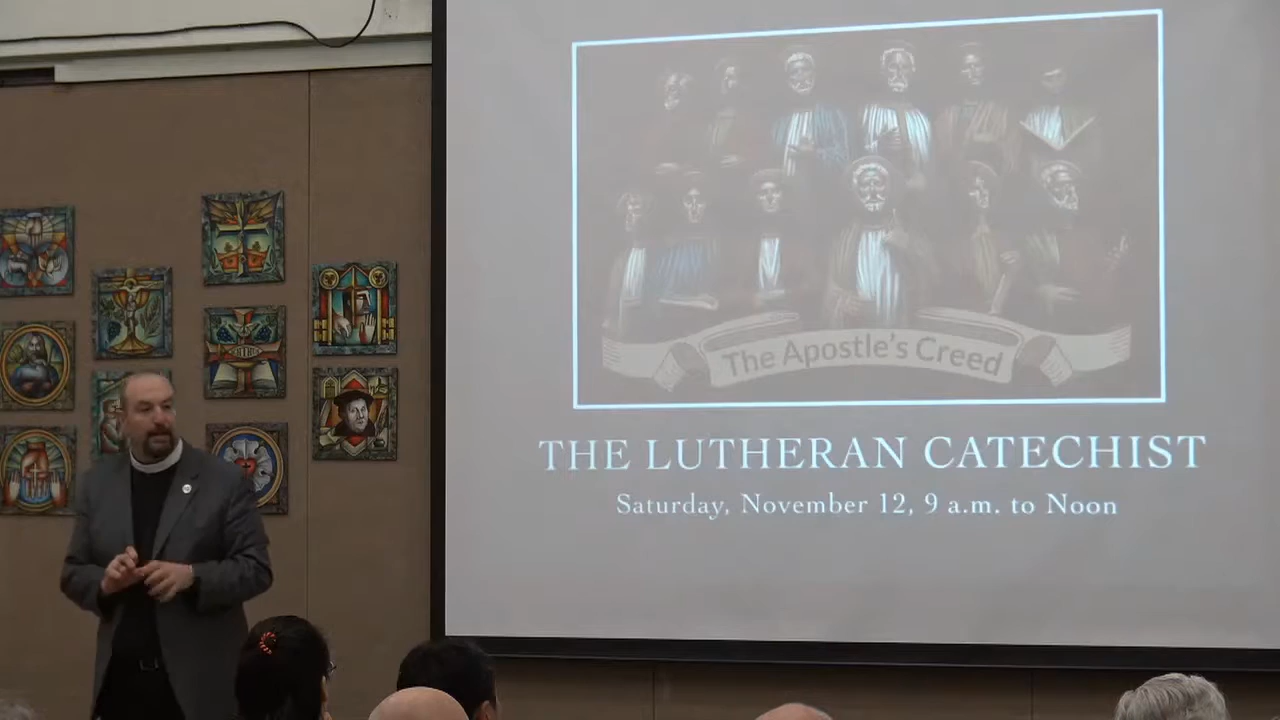 The Apostle's Creed
THE LUTHERAN CATECHIST
Saturday, November 12, 9 a.m. to Noon